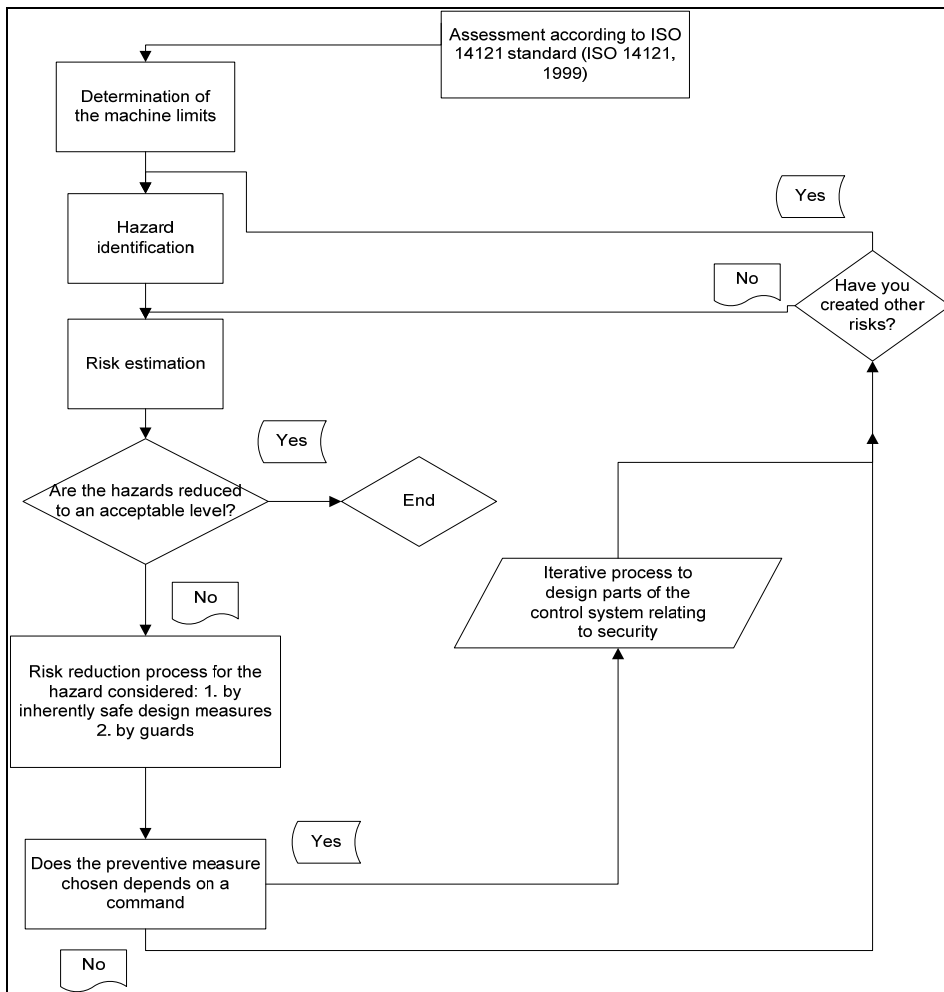 Assessment according to ISO
14121 standard (ISO 14121,
1999)
Determination of
the machine limits
Yes
Hazard
identification
No
Have you
created other
risks?
Risk estimation
Yes
Are the hazards reduced
to an acceptable level?
End
No
Iterative process to
design parts of the
control system relating
to security
Risk reduction process for the
hazard considered: 1. by
inherently safe design measures
2. by guards
Yes
Does the preventive measure
chosen depends on a
command
No